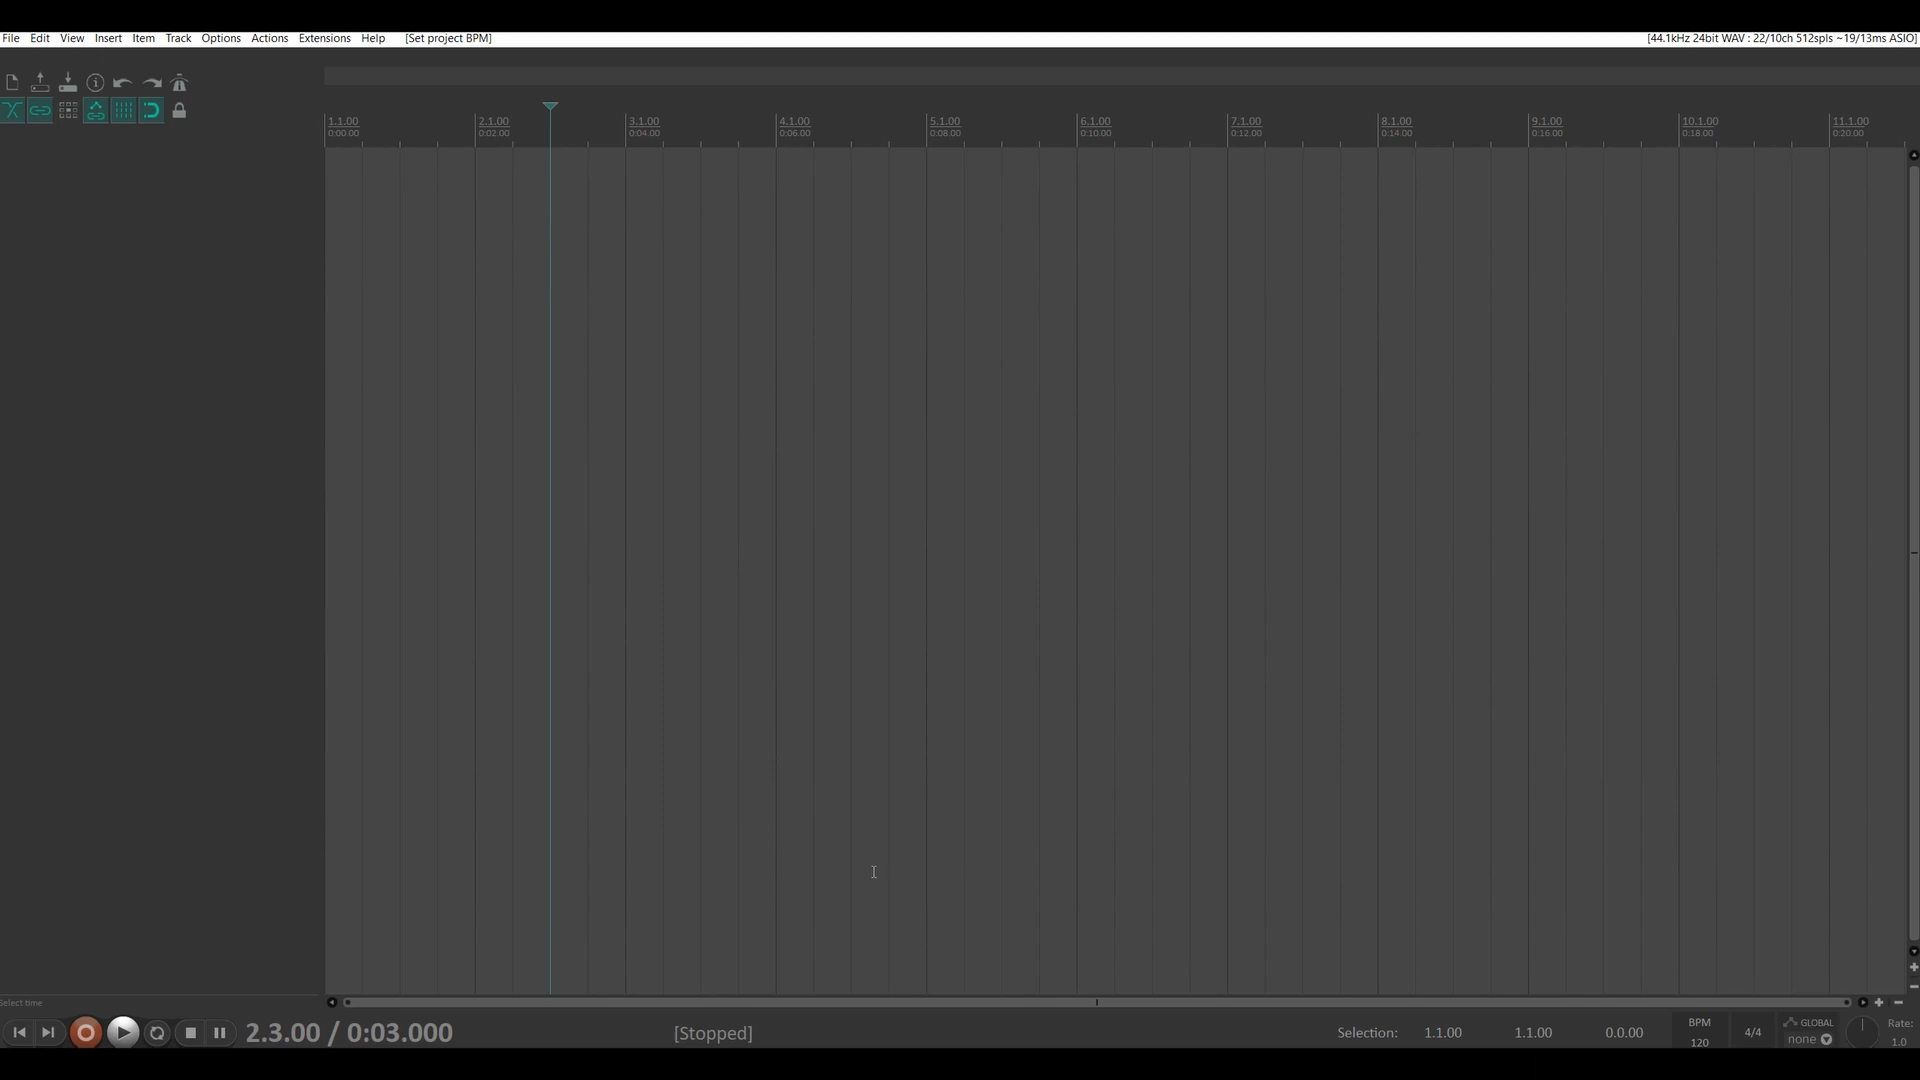 File Edit View Insert Item Track Options Actions Extensions Help [Set project BPM] [44.1kHz 24bit WAV : 22/10ch 512spls ~19/13ms ASIO]
1.1.00 2.1.00 3.1.00 4.1.00 5.1.00 6.1.00 7.1.00 8.1.00 9.1.00 10.1.00 11.1.00
0:00.00 0:02.00 0:04.00 0:06.00 0:08.00 0:10.00 0:12.00 0:14.00 0:16.00 0:18.00 0:20.00
Select time
2.3.00 / 0:03.000 [Stopped] Selection: 1.1.00 1.1.00 0.0.00 BPM 4/4 GLOBAL Rate:
120 none 1.0